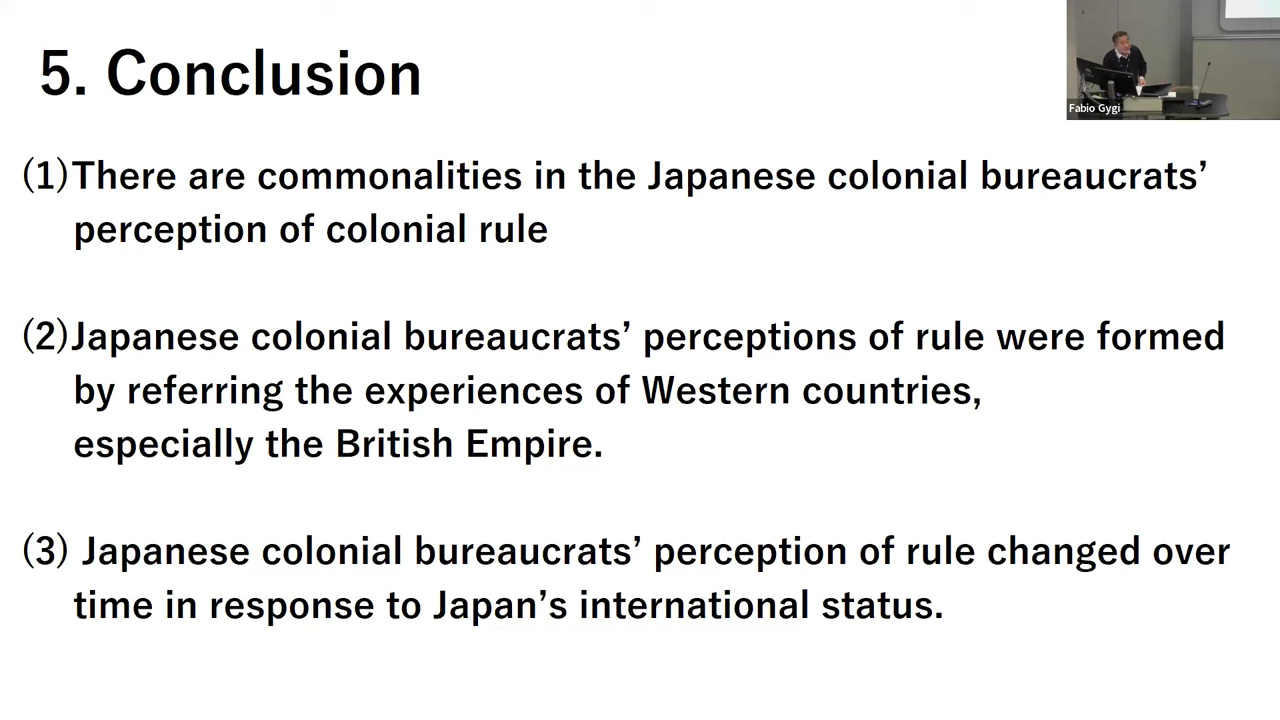 5. Conclusion
Fabio Gygi
(1)There are commonalities in the Japanese colonial bureaucrats’
perception of colonial rule
(2)Japanese colonial bureaucrats’ perceptions of rule were formed
by referring the experiences of Western countries,
especially the British Empire.
(3) Japanese colonial bureaucrats’ perception of rule changed over
time in response to Japan’s international status.